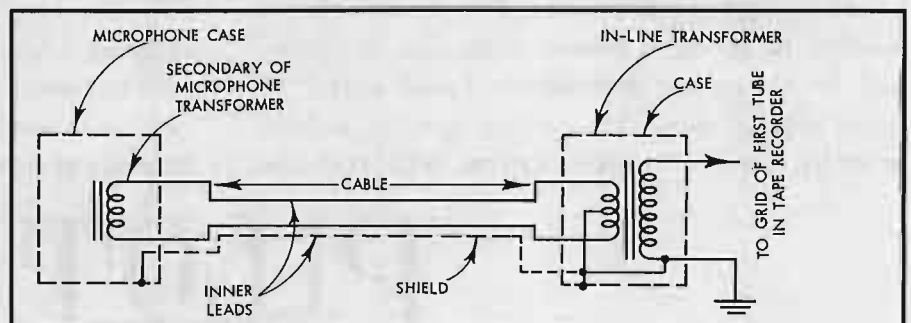 MICROPHONE CASE
SECONDARY OF
MICROPHONE
TRANSFORMER
CABLE
INNER
LEADS
SHIELD
IN-LINE TRANSFORMER
CASE
TO GRID OF FIRST TUBE
IN TAPE RECORDER